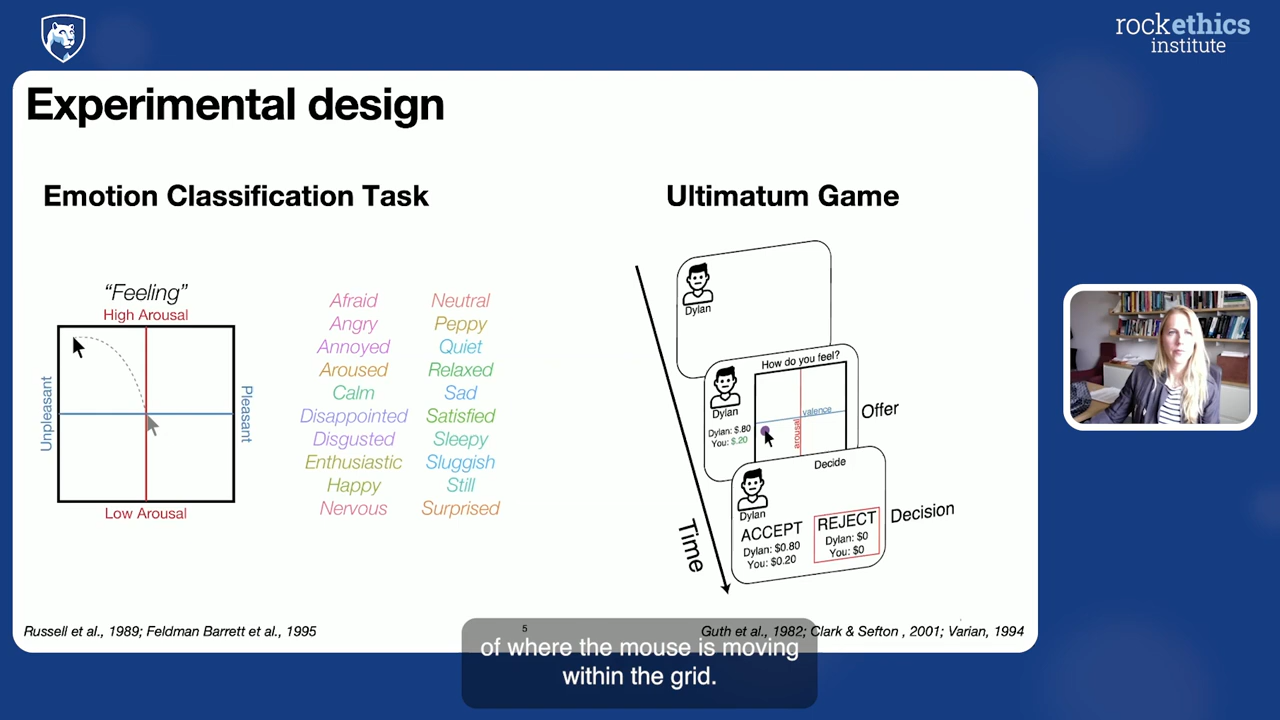 rockethics
institute
Experimental design
Emotion Classification Task
Ultimatum Game
“Feeling”
High Arousal
Unpleasant
Pleasant
Low Arousal
Afraid
Angry
Annoyed
Aroused
Calm
Disappointed
Disgusted
Enthusiastic
Happy
Nervous
Neutral
Peppy
Quiet
Relaxed
Sad
Satisfied
Sleepy
Sluggish
Still
Surprised
Dylan
How do you feel?
Dylan
Dylan: $.80
You: $.20
valence
arousal
Offer
Decide
Dylan
ACCEPT
Dylan: $0.80
You: $0.20
REJECT
Dylan: $0
You: $0
Decision
Time
Russell et al., 1989; Feldman Barrett et al., 1995
5
Guth et al., 1982; Clark & Sefton , 2001; Varian, 1994
of where the mouse is moving
within the grid.